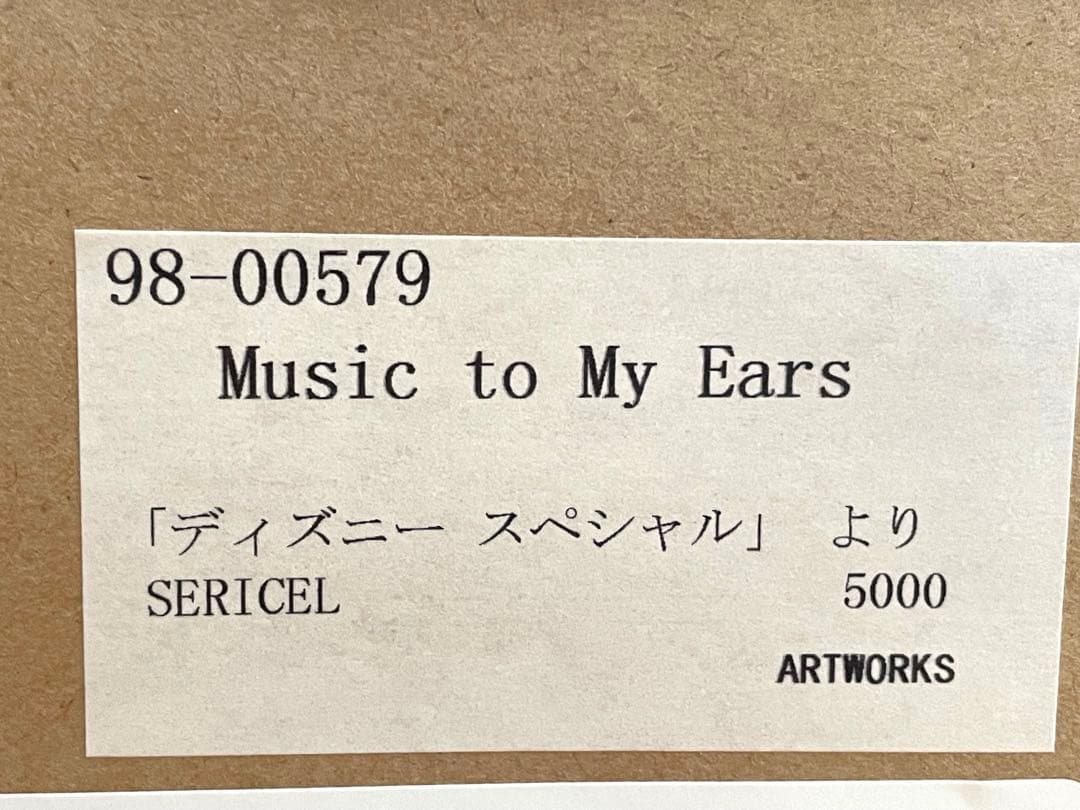 98-00579
Music to My Ears
「ディズニー スペシャル」 より
SERICEL 5000
ARTWORKS